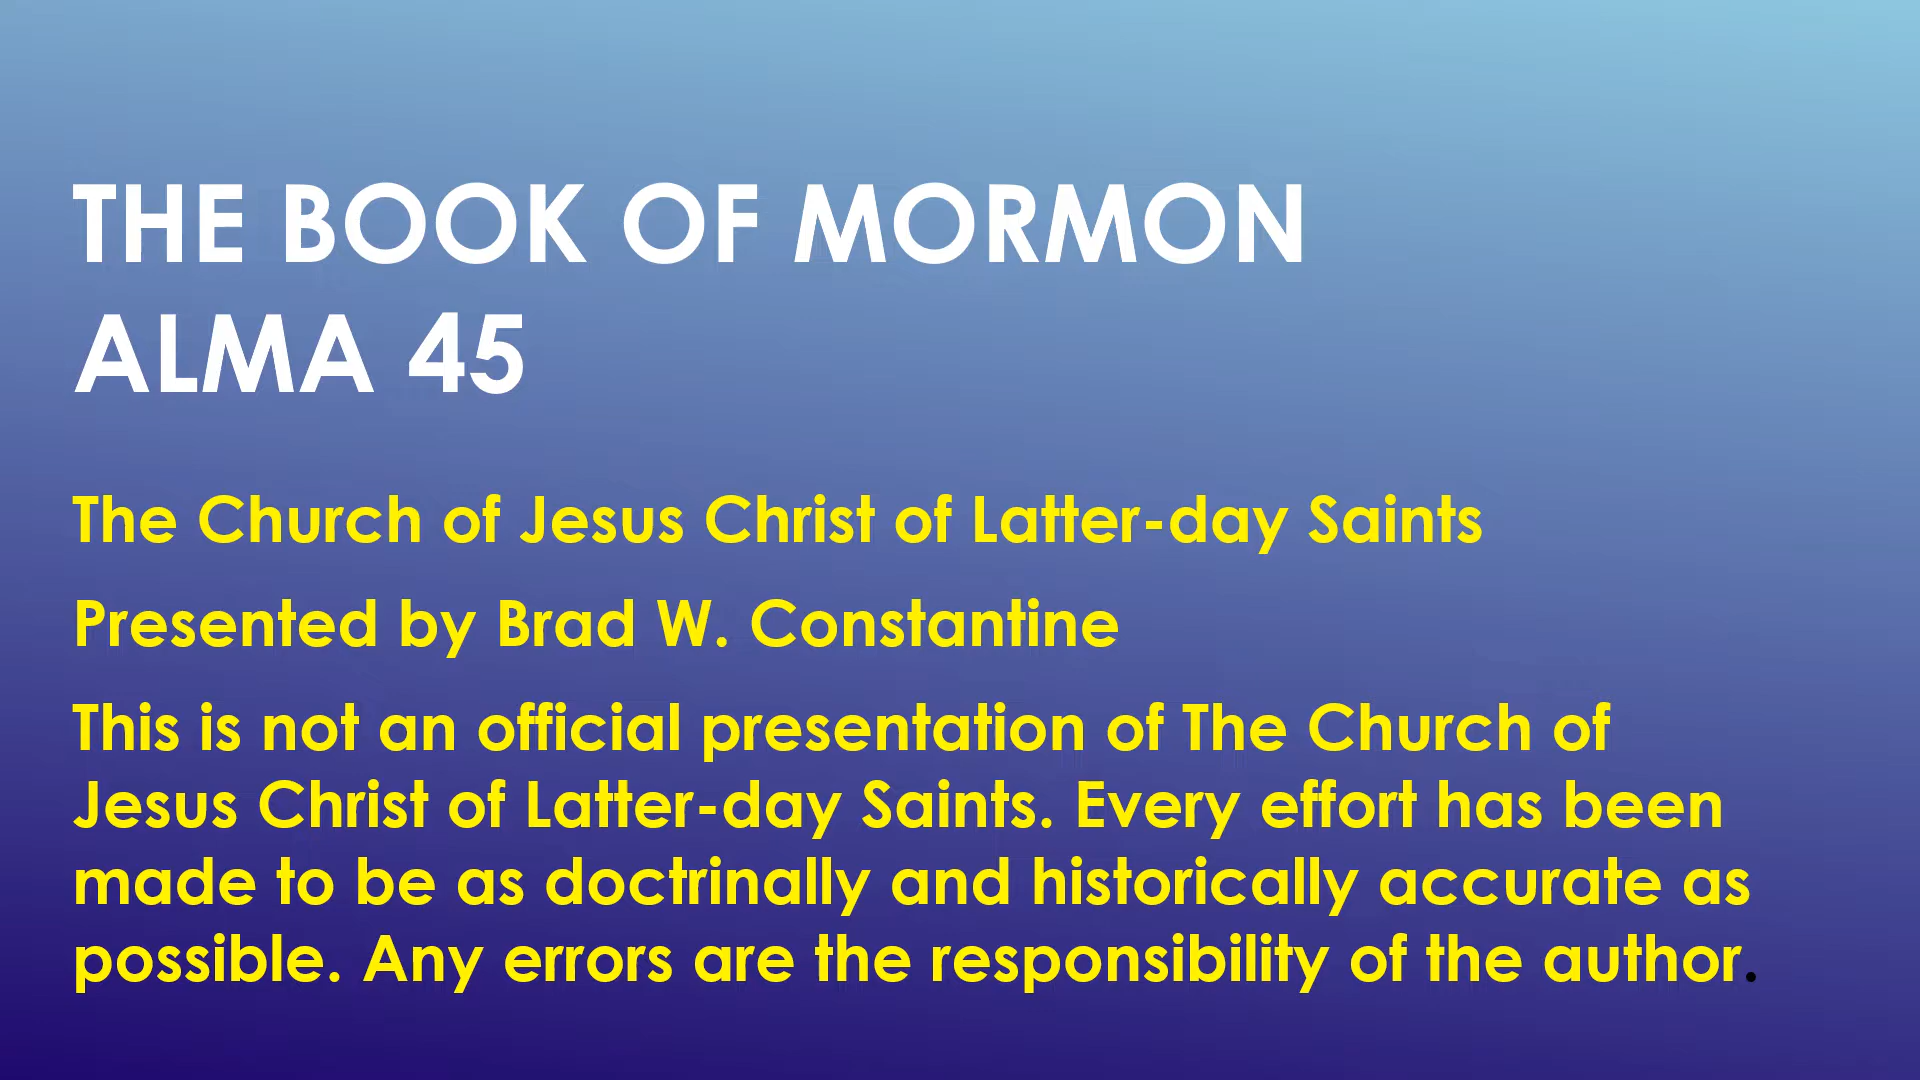 THE BOOK OF MORMON
ALMA 45
The Church of Jesus Christ of Latter-day Saints
Presented by Brad W. Constantine
This is not an official presentation of The Church of
Jesus Christ of Latter-day Saints. Every effort has been
made to be as doctrinally and historically accurate as
possible. Any errors are the responsibility of the author.